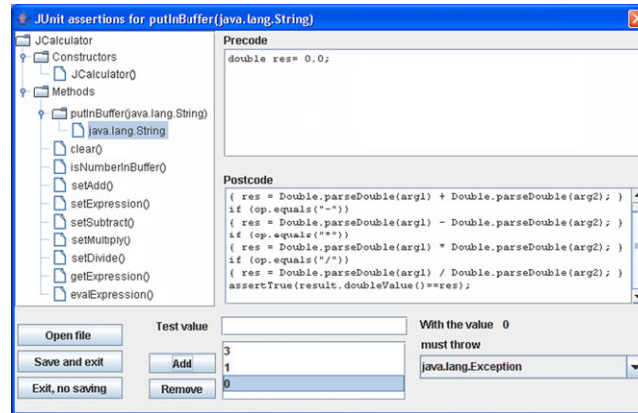 JUnit assertions for putInBuffer(java.lang.String)
JCalculator
Constructors
JCalculator()
Methods
putInBuffer(java.lang.String)
java.lang.String
clear()
isNumberInBuffer()
setAdd()
setExpression()
setSubtract()
setMultiply()
setDivide()
getExpression()
evalExpression()
Precode
double res= 0.0;
Postcode
{ res = Double.parseDouble(arg1) + Double.parseDouble(arg2); }
if (op.equals("-"))
{ res = Double.parseDouble(arg1) - Double.parseDouble(arg2); }
if (op.equals("*"))
{ res = Double.parseDouble(arg1) * Double.parseDouble(arg2); }
if (op.equals("/"))
{ res = Double.parseDouble(arg1) / Double.parseDouble(arg2); }
assertTrue(result.doubleValue()==res);
Open file
Save and exit
Exit, no saving
Test value
Add
Remove
3
1
0
With the value 0
must throw
java.lang.Exception